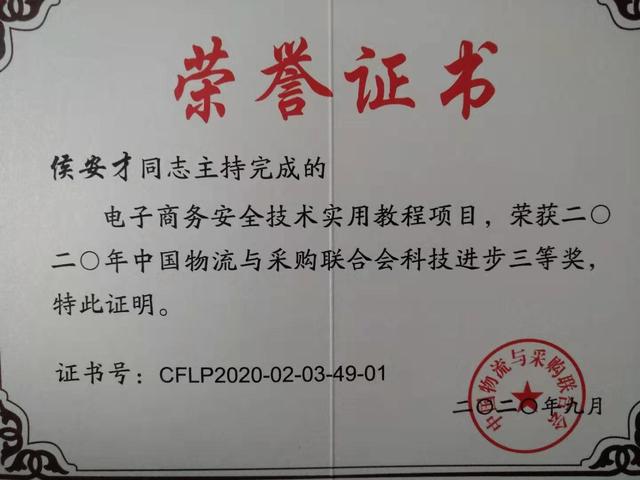 荣誉证书
侯安才同志主持完成的
电子商务安全技术实用教程项目，荣获二〇
二〇年中国物流与采购联合会科技进步三等奖，
特此证明。
证书号：CFLP2020-02-03-49-01
中国物流与采购联合会
二〇二〇年九月